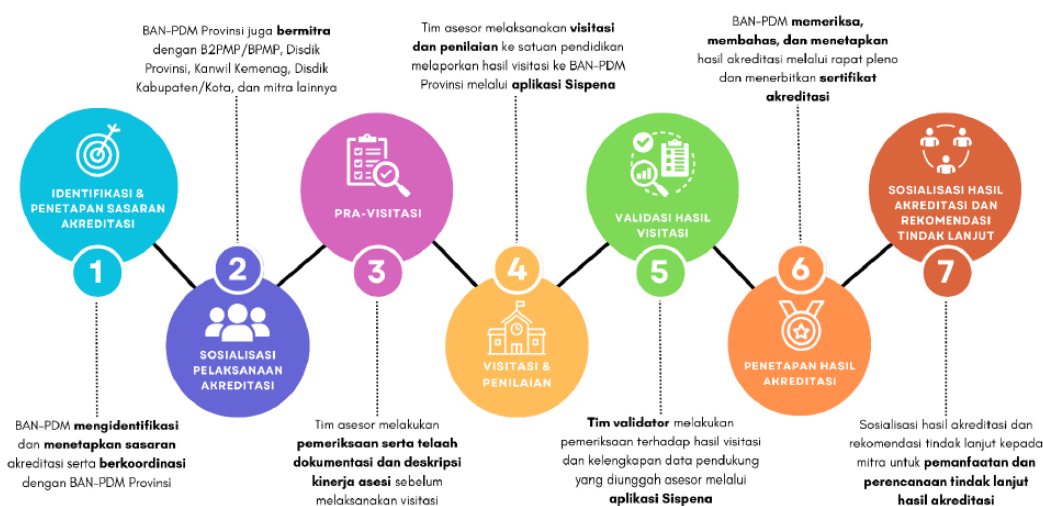 BAN-PDM Provinsi juga bermitra
dengan B2PMP/BPMP, Disdik
Provinsi, Kanwil Kemenag, Disdik
Kabupaten/Kota, dan mitra lainnya
Tim asesor melaksanakan visitasi
dan penilaian ke satuan pendidikan
melaporkan hasil visitasi ke BAN-PDM
Provinsi melalui aplikasi Sispena
BAN-PDM memeriksa,
membahas, dan menetapkan
hasil akreditasi melalui rapat pleno
dan menerbitkan sertifikat
akreditasi
IDENTIFIKASI &
PENETAPAN SASARAN
AKREDITASI
1
2
SOSIALISASI
PELAKSANAAN
AKREDITASI
PRA-VISITASI
3
4
VISITASI &
PENILAIAN
VALIDASI HASIL
VISITASI
5
6
PENETAPAN HASIL
AKREDITASI
SOSIALISASI HASIL
AKREDITASI DAN
REKOMENDASI
TINDAK LANJUT
7
BAN-PDM mengidentifikasi
dan menetapkan sasaran
akreditasi serta berkoordinasi
dengan BAN-PDM Provinsi
Tim asesor melakukan
pemeriksaan serta telaah
dokumentasi dan deskripsi
kinerja asesi sebelum
melaksanakan visitasi
Tim validator melakukan
pemeriksaan terhadap hasil visitasi
dan kelengkapan data pendukung
yang diunggah asesor melalui
aplikasi Sispena
Sosialisasi hasil akreditasi dan
rekomendasi tindak lanjut kepada
mitra untuk pemanfaatan dan
perencanaan tindak lanjut
hasil akreditasi